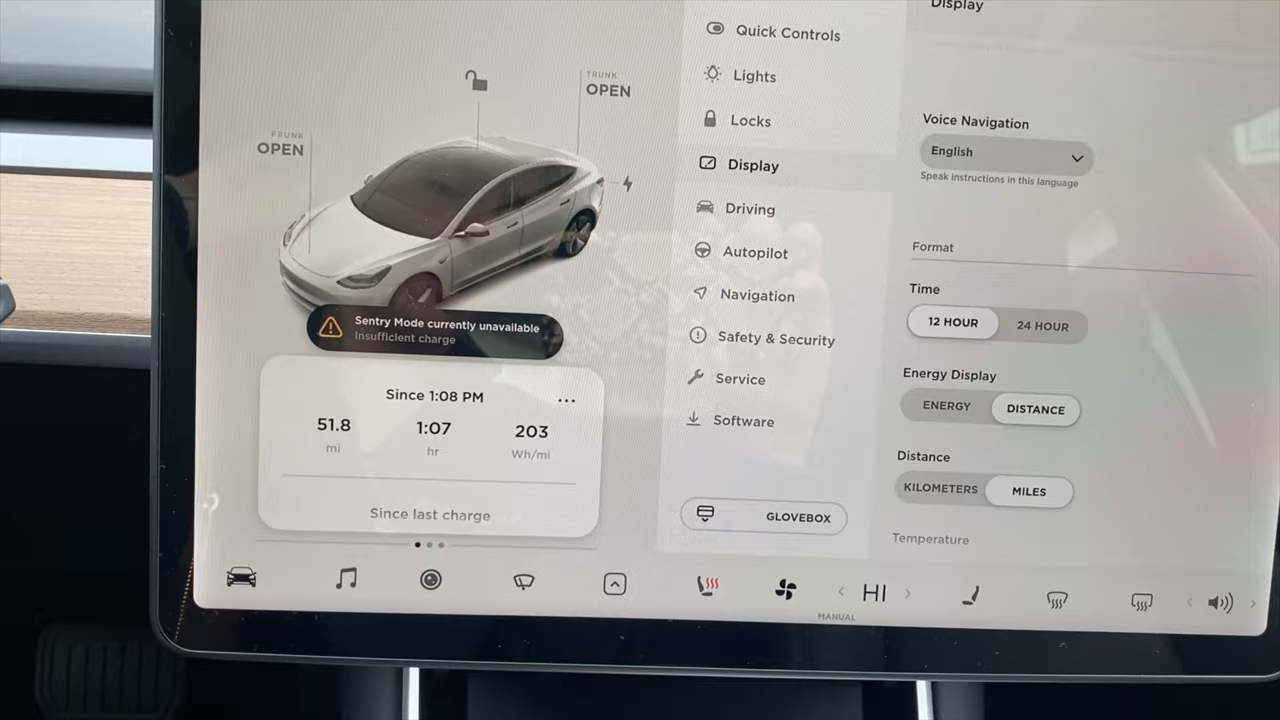 FRUNK
OPEN
TRUNK
OPEN
Sentry Mode currently unavailable
Insufficient charge
Since 1:08 PM
...
51.8
mi
1:07
hr
203
Wh/mi
Since last charge
Quick Controls
Lights
Locks
Display
Driving
Autopilot
Navigation
Safety & Security
Service
Software
GLOVEBOX
Display
Voice Navigation
English
Speak instructions in this language
Format
Time
12 HOUR
24 HOUR
Energy Display
ENERGY
DISTANCE
Distance
KILOMETERS
MILES
Temperature
HI
MANUAL